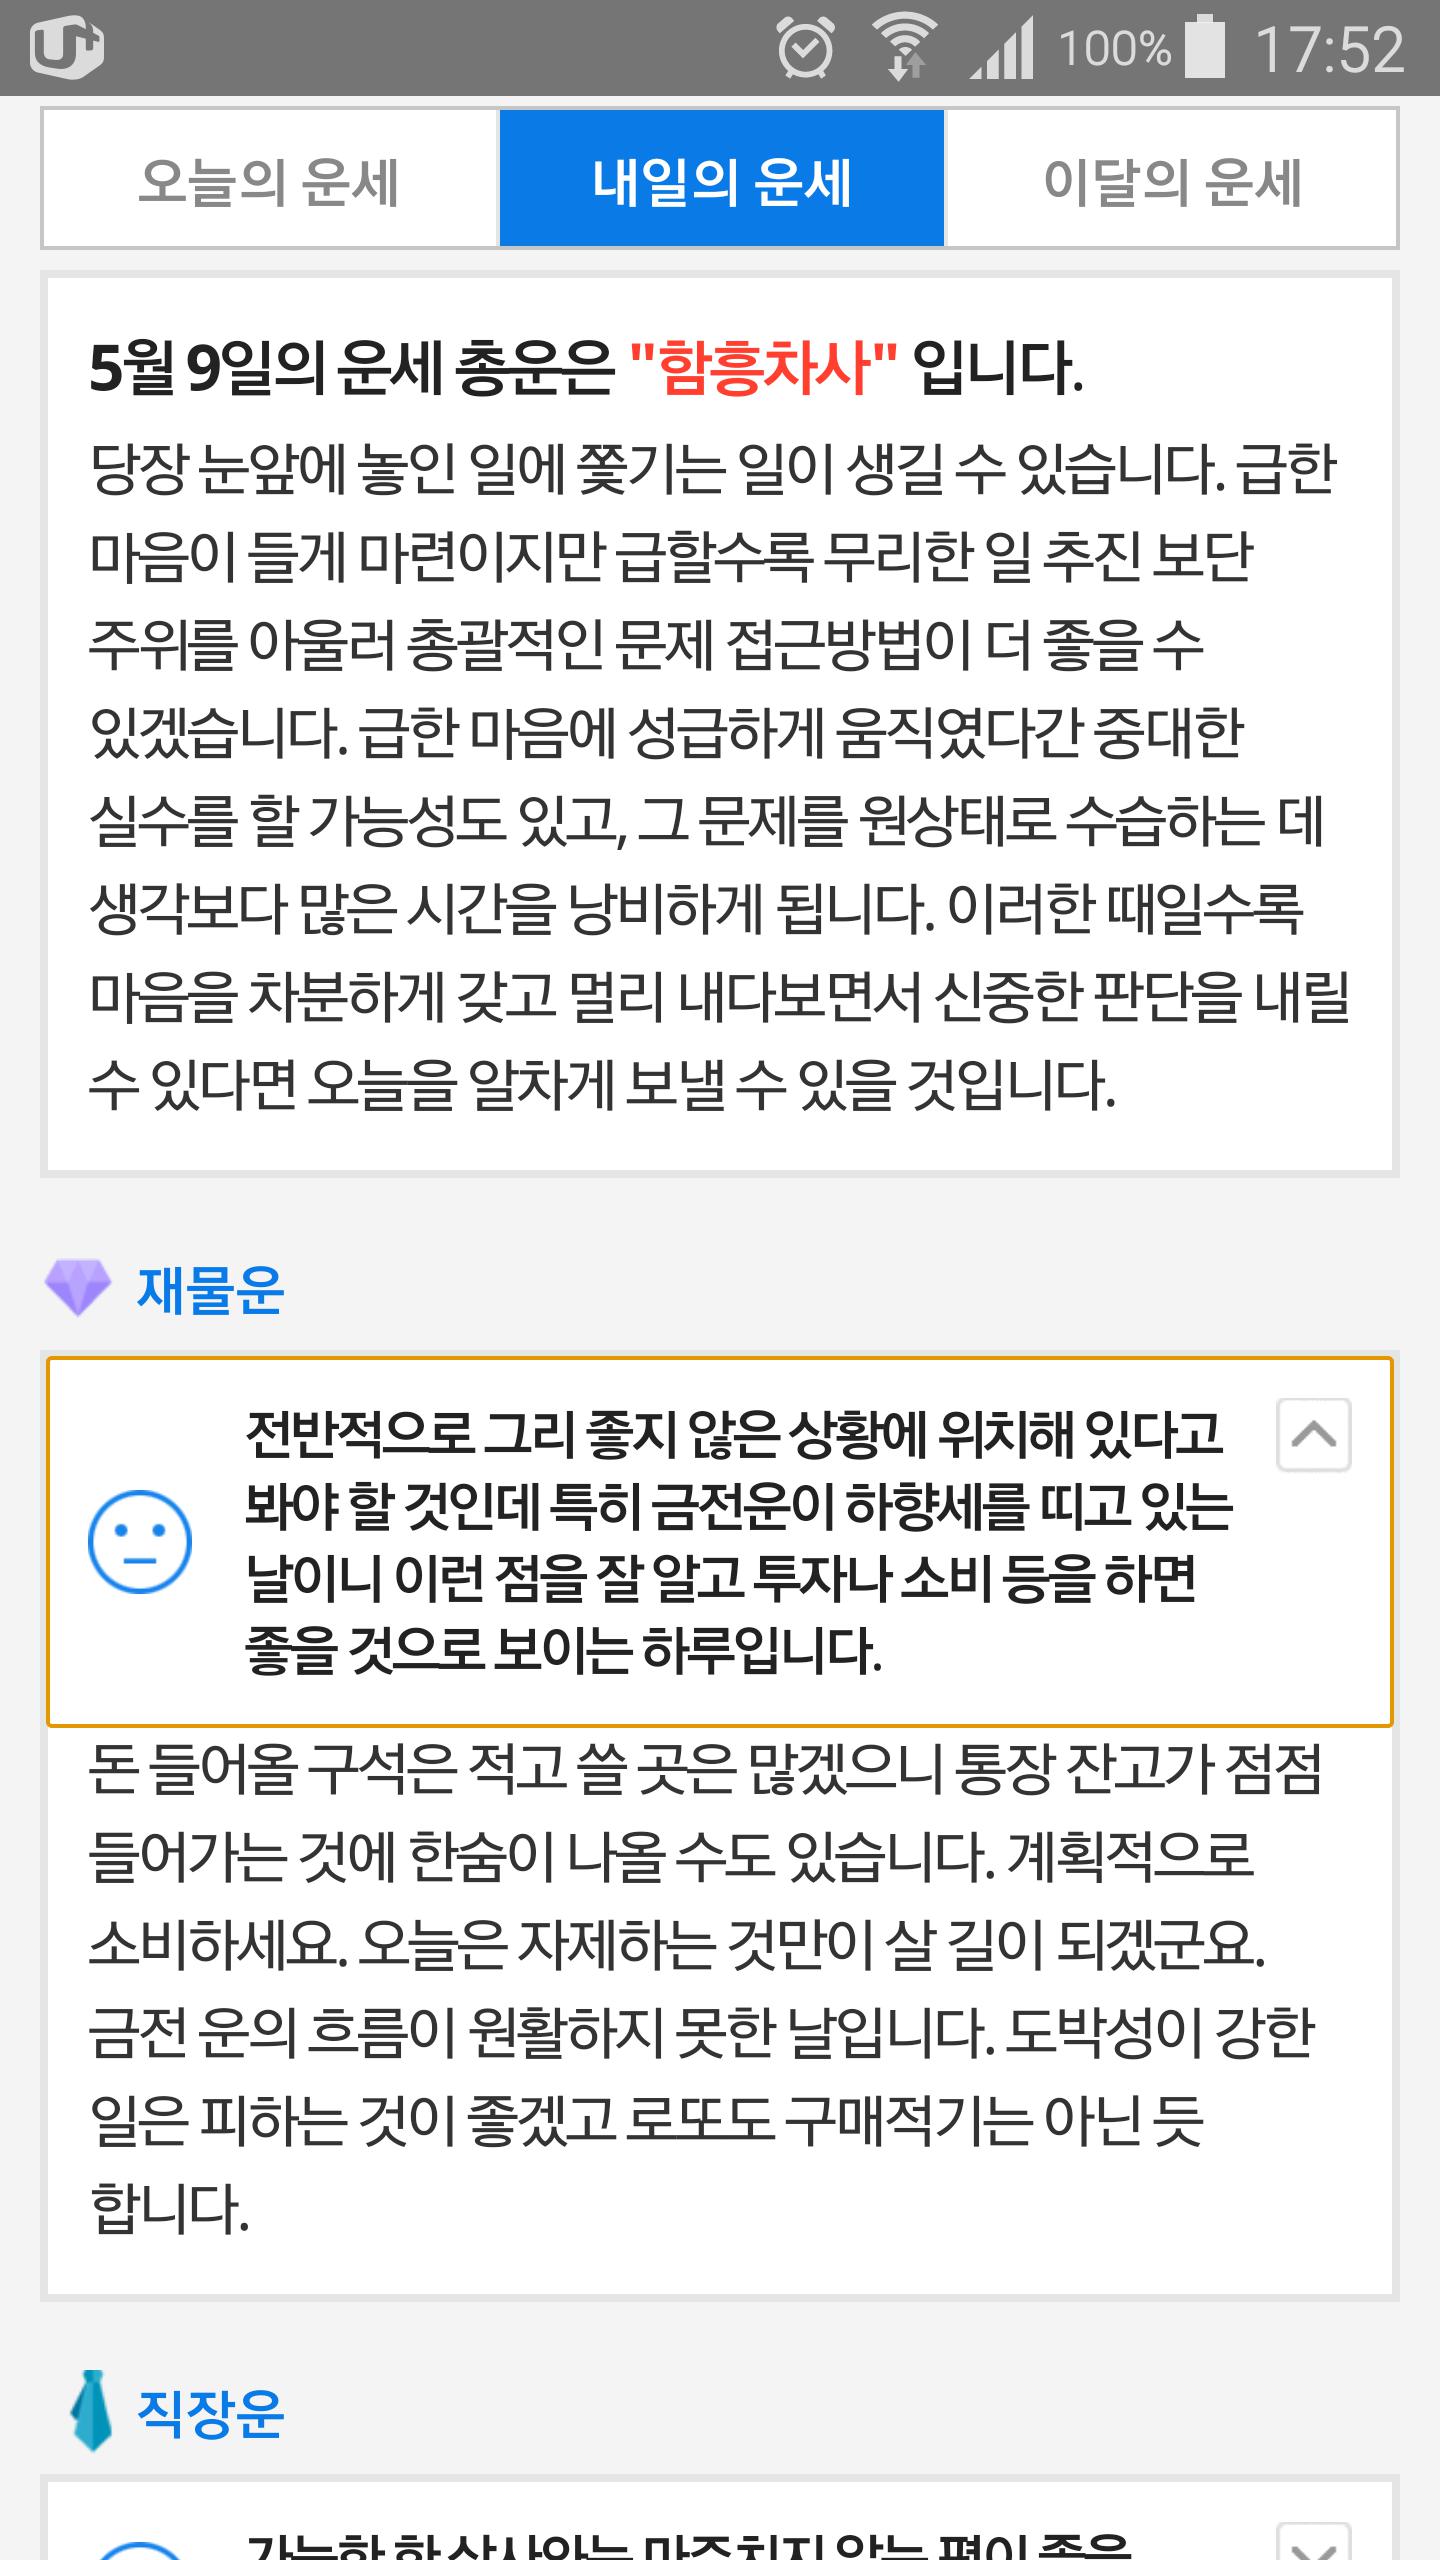 U+
100% 17:52
오늘의 운세 내일의 운세 이달의 운세
5월 9일의 운세 총운은 "함흥차사" 입니다.
당장 눈앞에 놓인 일에 쫓기는 일이 생길 수 있습니다. 급한
마음이 들게 마련이지만 급할수록 무리한 일 추진 보단
주위를 아울러 총괄적인 문제 접근방법이 더 좋을 수
있겠습니다. 급한 마음에 성급하게 움직였다간 중대한
실수를 할 가능성도 있고, 그 문제를 원상태로 수습하는 데
생각보다 많은 시간을 낭비하게 됩니다. 이러한 때일수록
마음을 차분하게 갖고 멀리 내다보면서 신중한 판단을 내릴
수 있다면 오늘을 알차게 보낼 수 있을 것입니다.
재물운
전반적으로 그리 좋지 않은 상황에 위치해 있다고
봐야 할 것인데 특히 금전운이 하향세를 띠고 있는
날이니 이런 점을 잘 알고 투자나 소비 등을 하면
좋을 것으로 보이는 하루입니다.
돈 들어올 구석은 적고 쓸 곳은 많겠으니 통장 잔고가 점점
들어가는 것에 한숨이 나올 수도 있습니다. 계획적으로
소비하세요. 오늘은 자제하는 것만이 살 길이 되겠군요.
금전 운의 흐름이 원활하지 못한 날입니다. 도박성이 강한
일은 피하는 것이 좋겠고 로또도 구매적기는 아닌 듯
합니다.
직장운
가능한 한 상사와는 마주치지 않는 편이 좋을